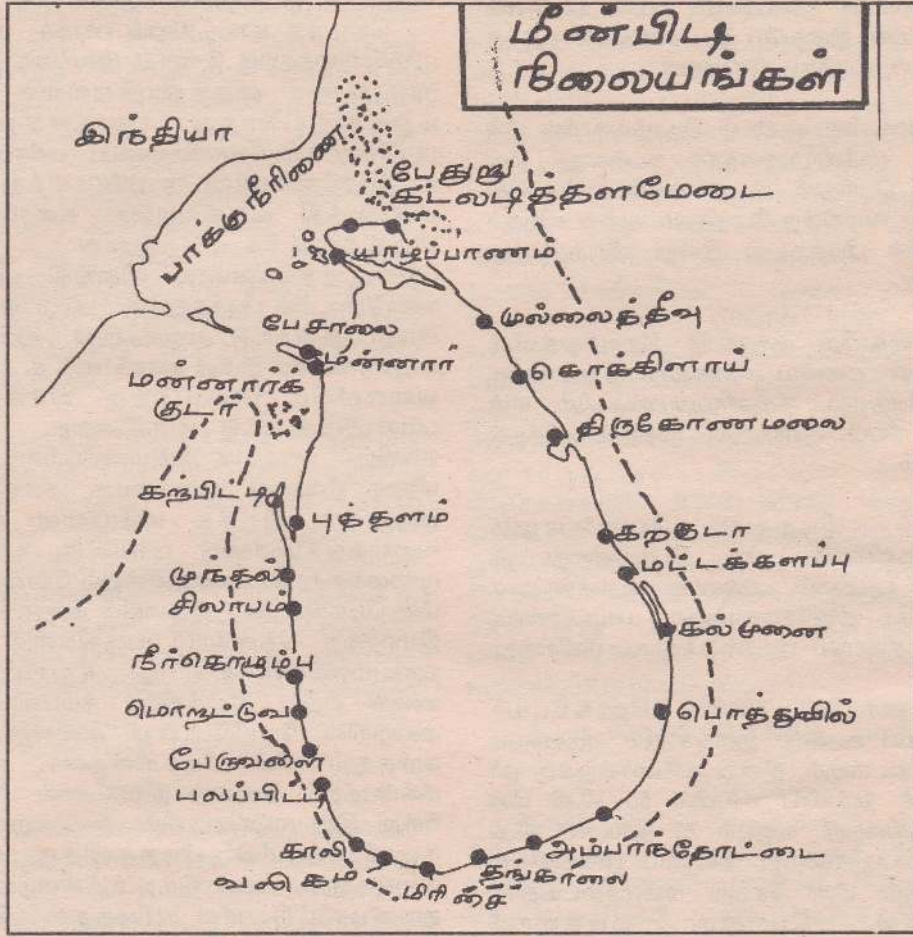 மீன்பிடி
நிலையங்கள்
இந்தியா
பாக்குநீரிணை
பேதுறு
கடலடித்தளமேடை
யாழ்ப்பாணம்
முல்லைத்தீவு
பேசாலை
மன்னார்
கொக்கிளாய்
மன்னார்க்
குடா
திருகோணமலை
கற்பிட்டி
புத்தளம்
கற்குடா
மட்டக்களப்பு
முந்தல்
சிலாபம்
கல்முனை
நீர்கொழும்பு
மொறட்டுவ
பொத்துவில்
பேருவளை
பலப்பிட்டி
காலி
அம்பாந்தோட்டை
வலிகம
மிரிசை
தங்காலை